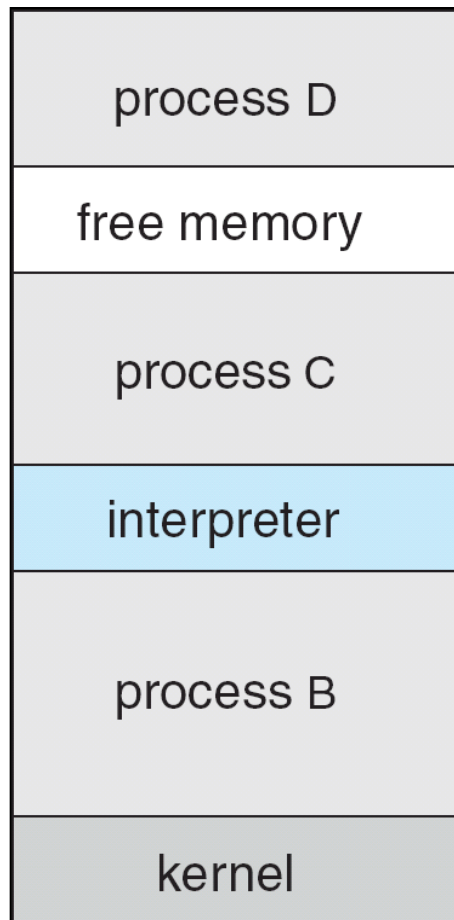 process D
free memory
process C
interpreter
process B
kernel